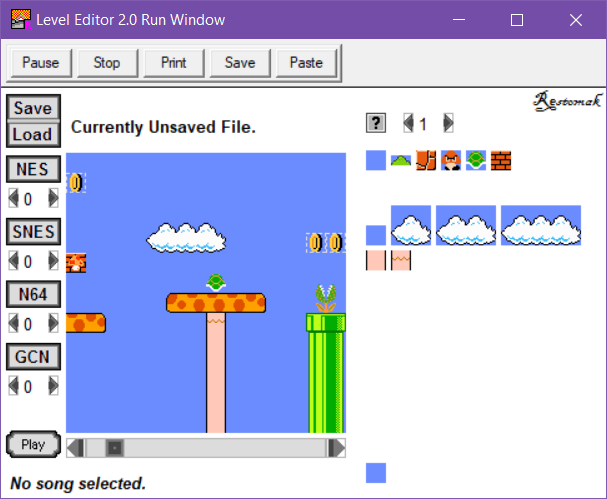 Level Editor 2.0 Run Window
Pause Stop Print Save Paste
Restomak
Save
Load
Currently Unsaved File.
? 1
NES
0
SNES
0
N64
0
GCN
0
Play
No song selected.